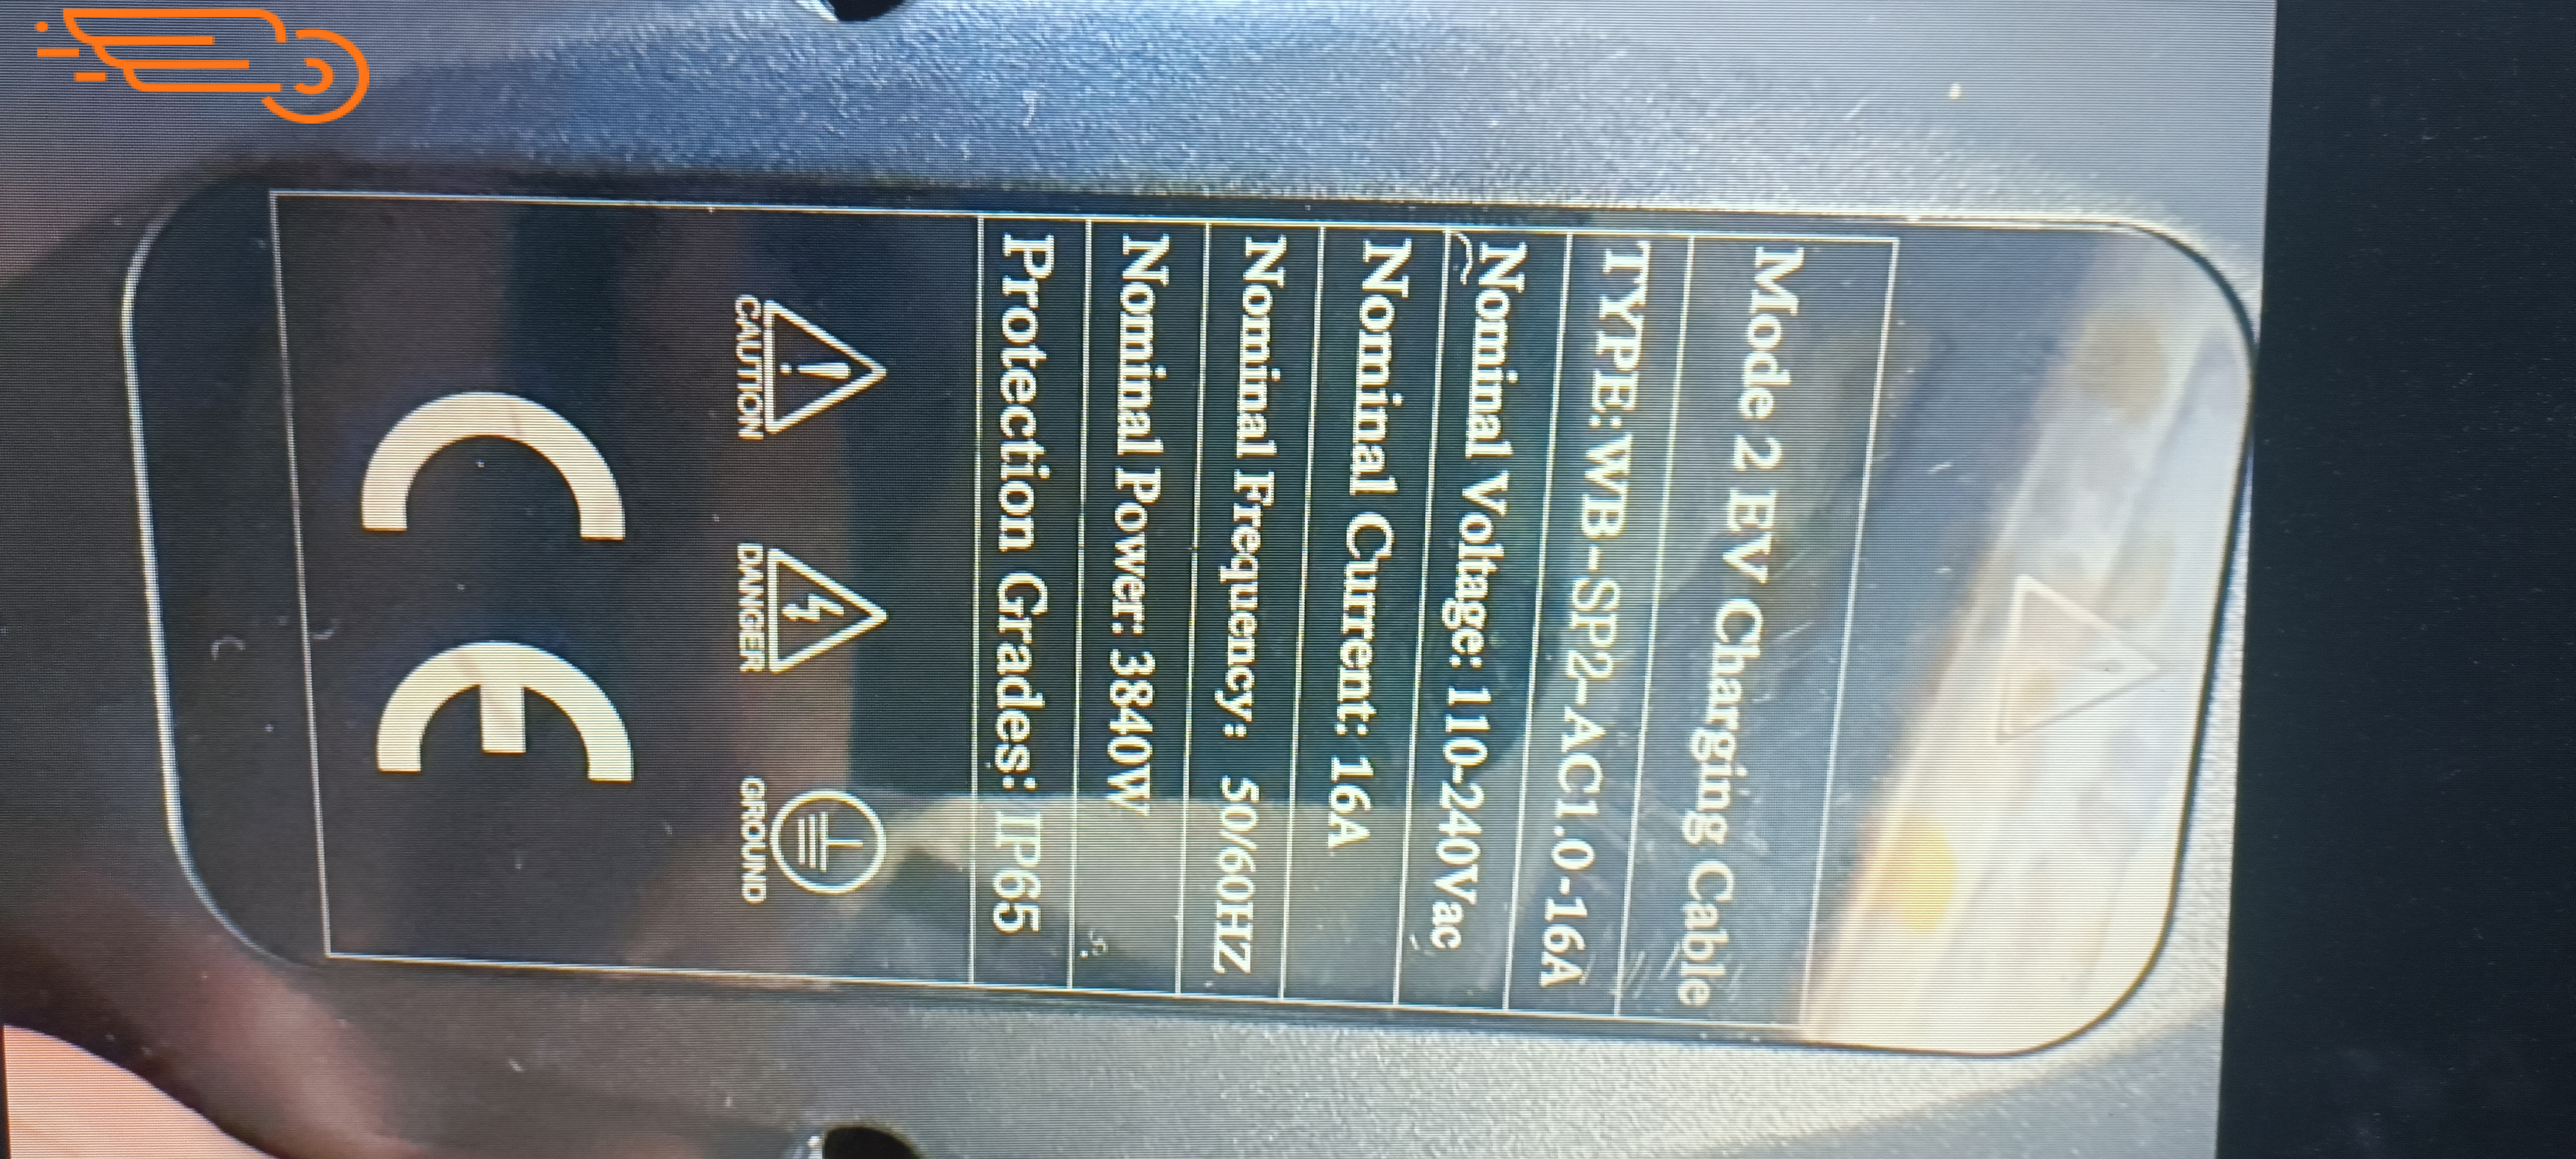 Mode 2 EV Charging Cable
TYPE:WB-SP2-AC1.0-16A
Nominal Voltage: 110-240Vac
Nominal Current: 16A
Nominal Frequency: 50/60HZ
Nominal Power: 3840W
Protection Grades: IP65
CAUTION DANGER GROUND
CE